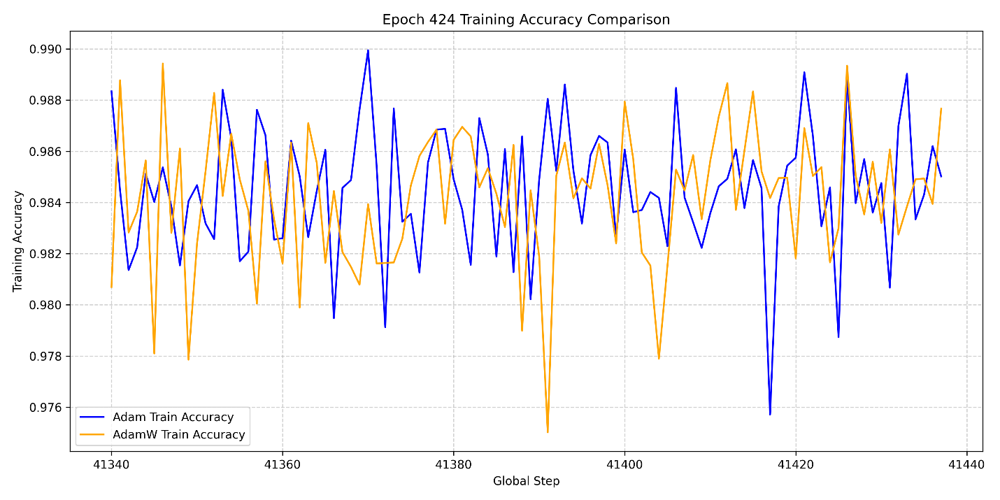 Epoch 424 Training Accuracy Comparison
Training Accuracy
0.990
0.988
0.986
0.984
0.982
0.980
0.978
0.976
Adam Train Accuracy
AdamW Train Accuracy
41340
41360
41380
41400
41420
41440
Global Step